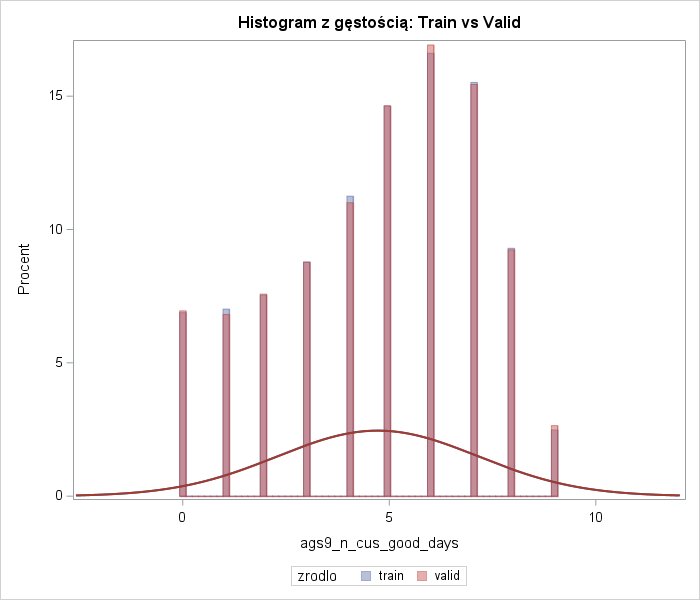 Histogram z gęstością: Train vs Valid
Procent
15
10
5
0
0 5 10
ags9_n_cus_good_days
zrodlo train valid